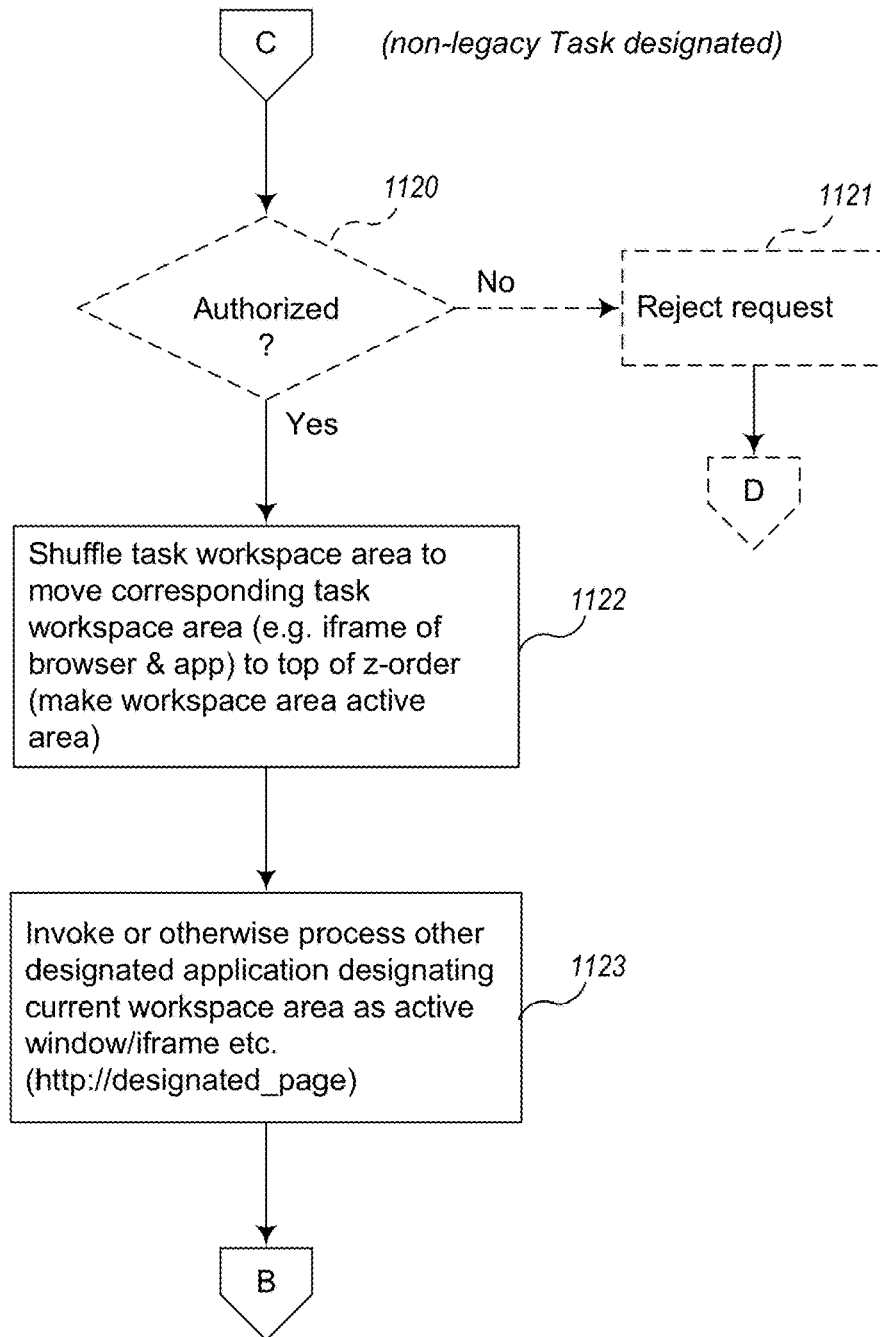 C
(non-legacy Task designated)
1120
1121
Authorized
?
No
Reject request
Yes
D
Shuffle task workspace area to
move corresponding task
workspace area (e.g. iframe of
browser & app) to top of z-order
(make workspace area active
area)
1122
Invoke or otherwise process other
designated application designating
current workspace area as active
window/iframe etc.
(http://designated_page)
1123
B